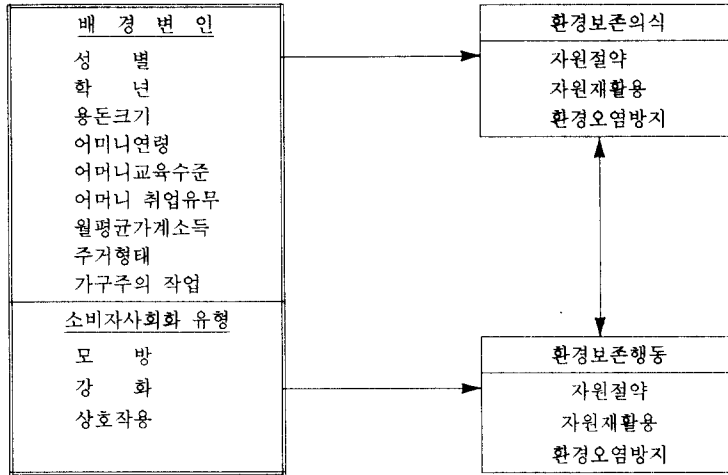 배 경 변 인
성 별
학 년
용돈크기
어미니연령
어머니교육수준
어머니 취업유무
월평균가계소득
주거형태
가구주의 작업
소비자사회화 유형
모 방
강 화
상호작용
환경보존의식
자원절약
자원재활용
환경오염방지
환경보존행동
자원절약
자원재활용
환경오염방지